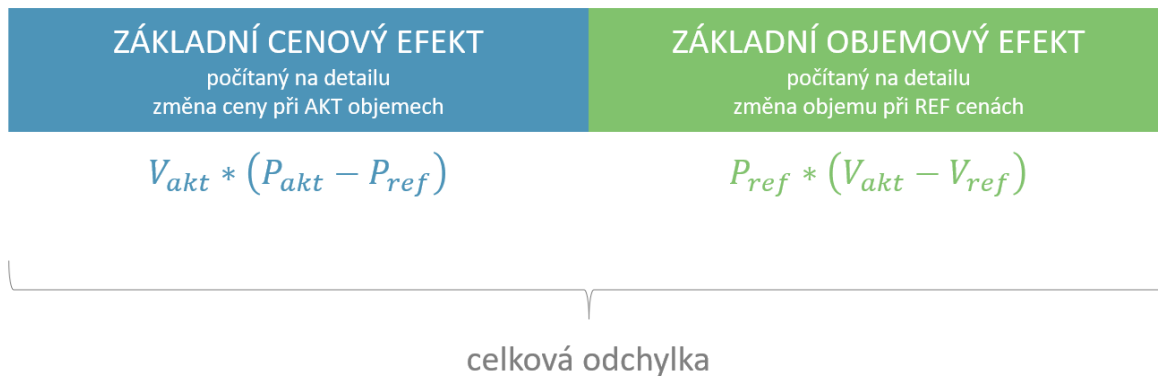 ZÁKLADNÍ CENOVÝ EFEKT
počítaný na detailu
změna ceny při AKT objemech
ZÁKLADNÍ OBJEMOVÝ EFEKT
počítaný na detailu
změna objemu při REF cenách
V_akt * (P_akt − P_ref)
P_ref * (V_akt − V_ref)
celková odchylka